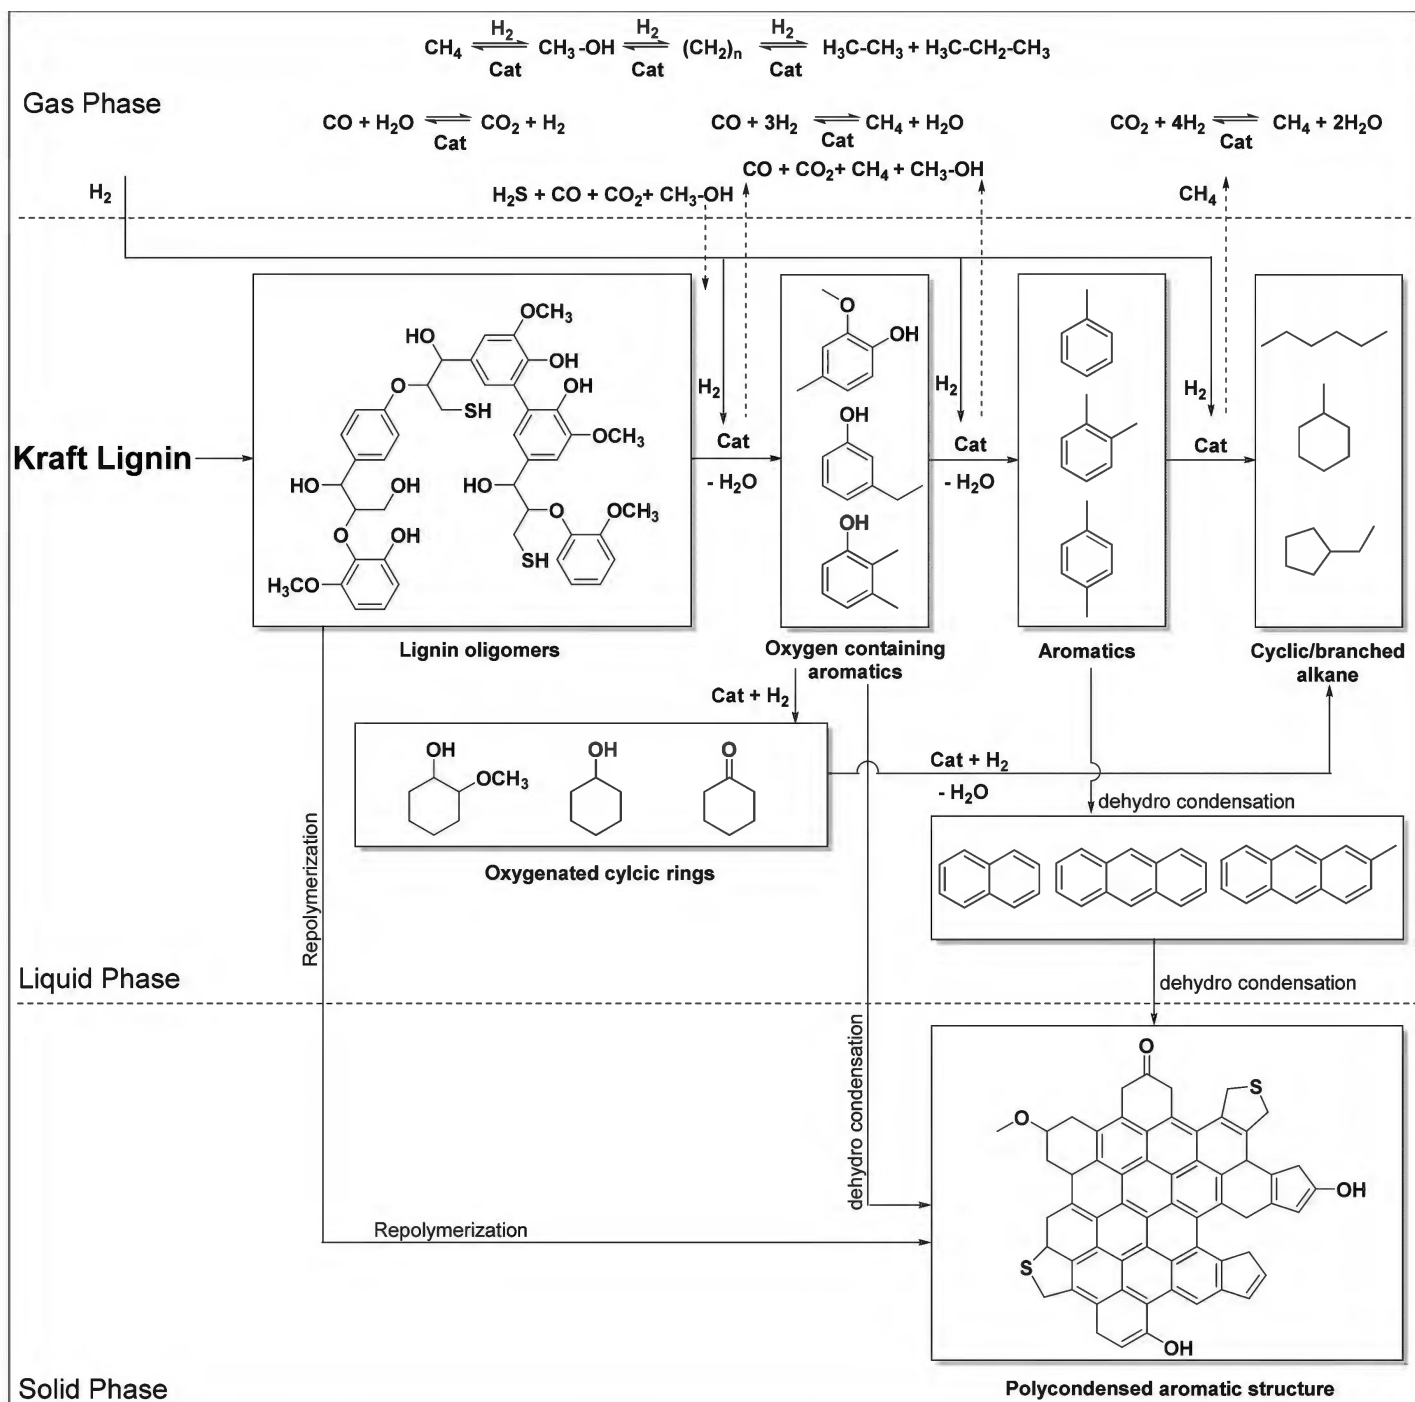 CH₄ ⇌ CH₃-OH ⇌ (CH₂)ₙ ⇌ H₃C-CH₃ + H₃C-CH₂-CH₃
H₂ H₂ H₂
Cat Cat Cat
Gas Phase
CO + H₂O ⇌ CO₂ + H₂
Cat
CO + 3H₂ ⇌ CH₄ + H₂O
Cat
CO₂ + 4H₂ ⇌ CH₄ + 2H₂O
Cat
H₂
H₂S + CO + CO₂+ CH₃-OH
CO + CO₂+ CH₄ + CH₃-OH
CH₄
Kraft Lignin
HO
OCH₃
OH
O
SH
OH
OCH₃
HO
OH
HO
O
OCH₃
O
OH
SH
H₃CO
Lignin oligomers
H₂
Cat
- H₂O
O
OH
OH
OH
Oxygen containing
aromatics
H₂
Cat
- H₂O
Aromatics
H₂
Cat
Cyclic/branched
alkane
Cat + H₂
OH
OCH₃
OH
O
Oxygenated cylcic rings
Cat + H₂
- H₂O
dehydro condensation
Repolymerization
Liquid Phase
dehydro condensation
dehydro condensation
Repolymerization
O
S
O
OH
S
OH
Polycondensed aromatic structure
Solid Phase